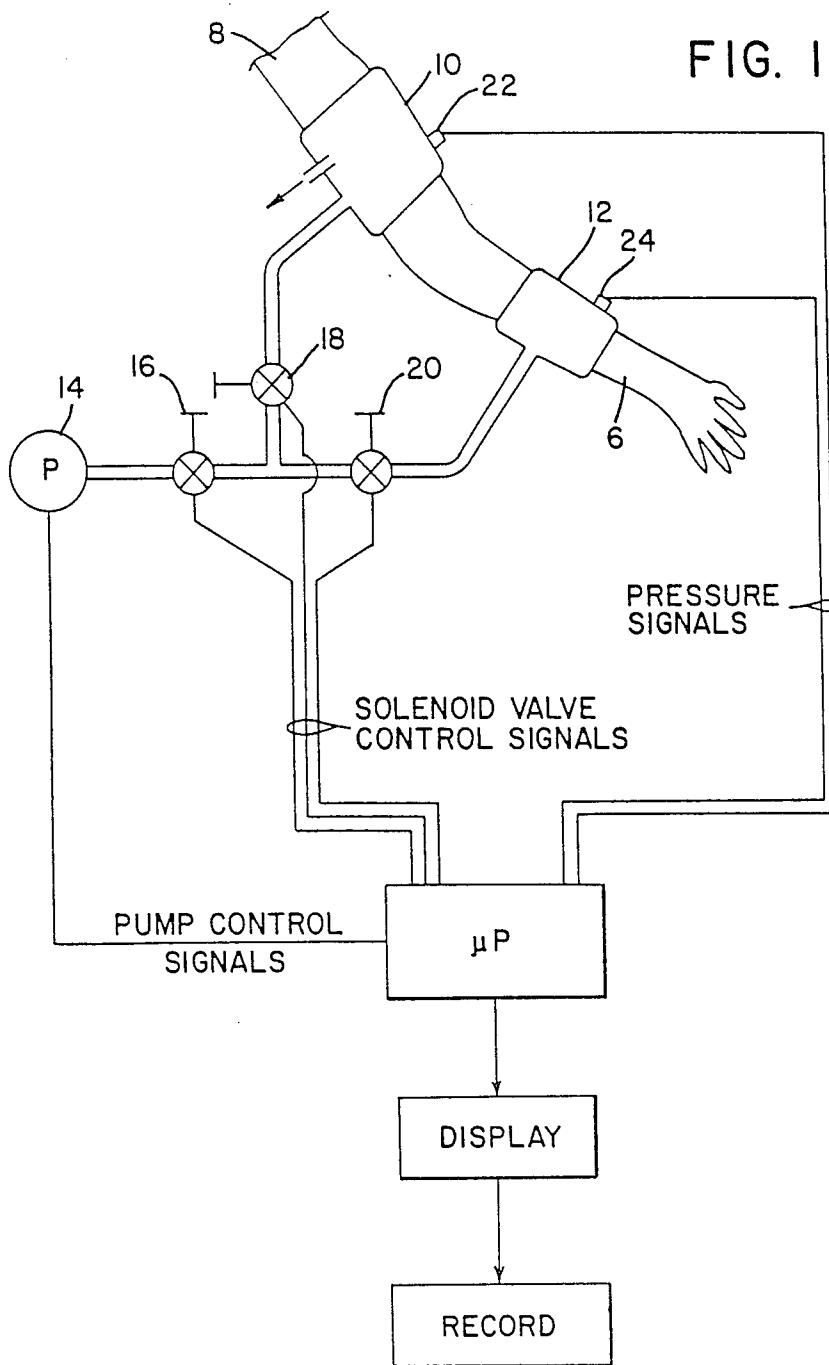 8
FIG. 1
10
22
12
24
18
16
20
14
P
6
PRESSURE
SIGNALS
SOLENOID VALVE
CONTROL SIGNALS
PUMP CONTROL
SIGNALS
μP
DISPLAY
RECORD